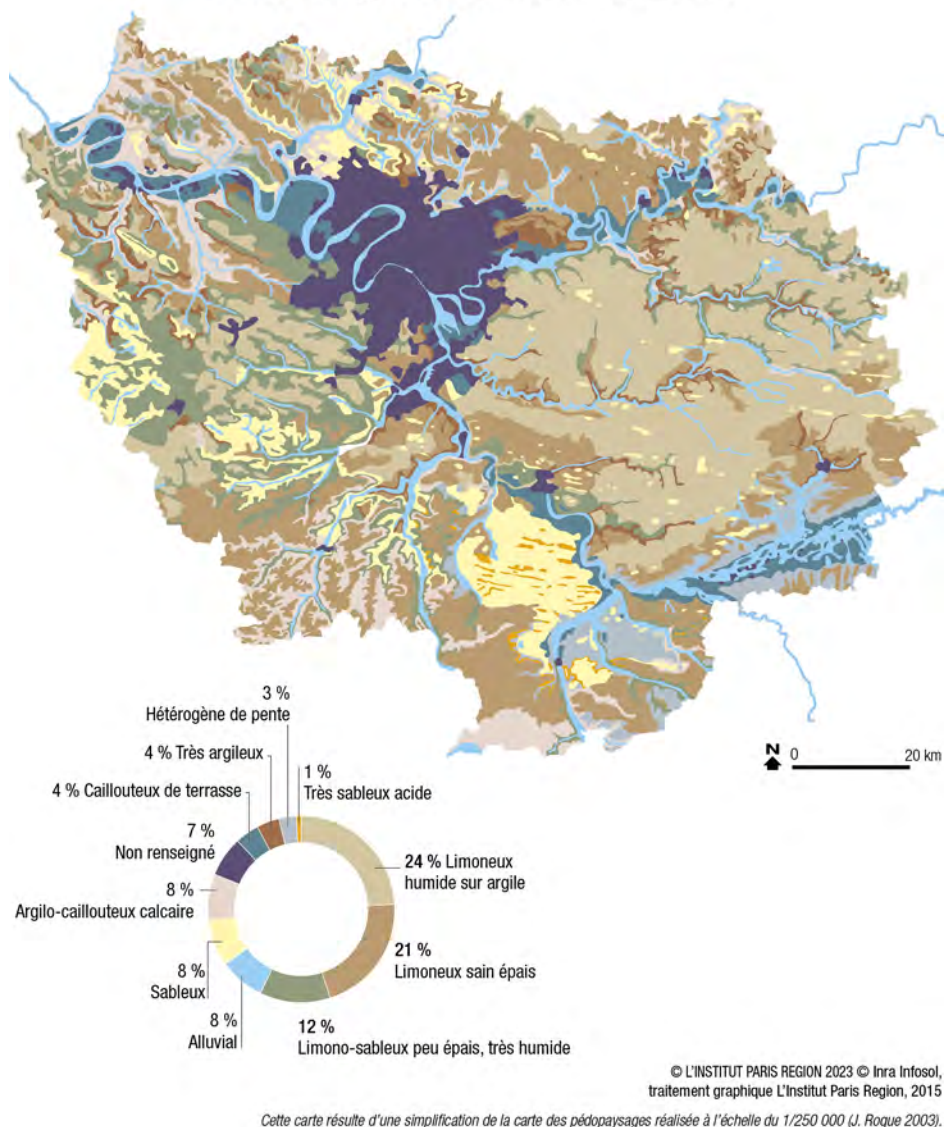 N
0
20 km
3 %
Hétérogène de pente
4 % Très argileux
1 %
Très sableux acide
4 % Caillouteux de terrasse
7 %
Non renseigné
24 % Limoneux
humide sur argile
8 %
Argilo-caillouteux calcaire
21 %
Limoneux sain épais
8 %
Sableux
8 %
Alluvial
12 %
Limono-sableux peu épais, très humide
© L'INSTITUT PARIS REGION 2023 © Inra Infosol,
traitement graphique L'Institut Paris Region, 2015
Cette carte résulte d'une simplification de la carte des pédopaysages réalisée à l'échelle du 1/250 000 (J. Roque 2003).